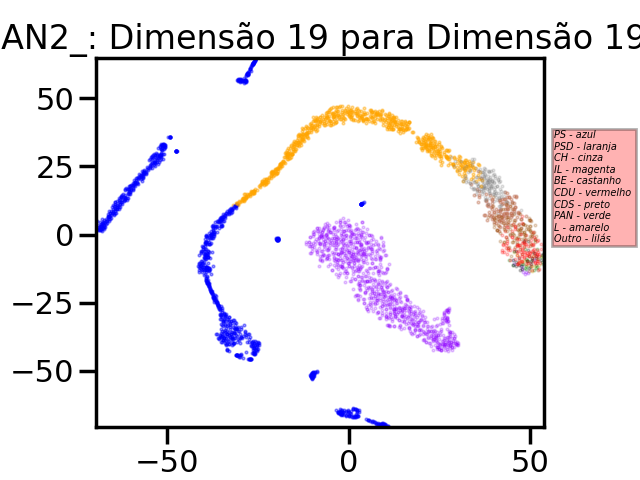 AN2_: Dimensão 19 para Dimensão 19
50
25
0
−25
−50
−50
0
50
PS - azul
PSD - laranja
CH - cinza
IL - magenta
BE - castanho
CDU - vermelho
CDS - preto
PAN - verde
L - amarelo
Outro - lilás